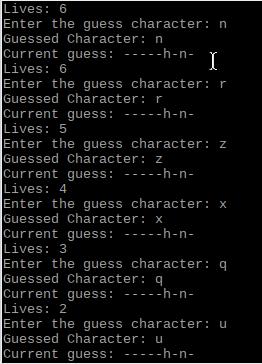 Lives: 6
Enter the guess character: n
Guessed Character: n
Current guess: -----h-n-
Lives: 6
Enter the guess character: r
Guessed Character: r
Current guess: -----h-n-
Lives: 5
Enter the guess character: z
Guessed Character: z
Current guess: -----h-n-
Lives: 4
Enter the guess character: x
Guessed Character: x
Current guess: -----h-n-
Lives: 3
Enter the guess character: q
Guessed Character: q
Current guess: -----h-n-
Lives: 2
Enter the guess character: u
Guessed Character: u
Current guess: -----h-n-